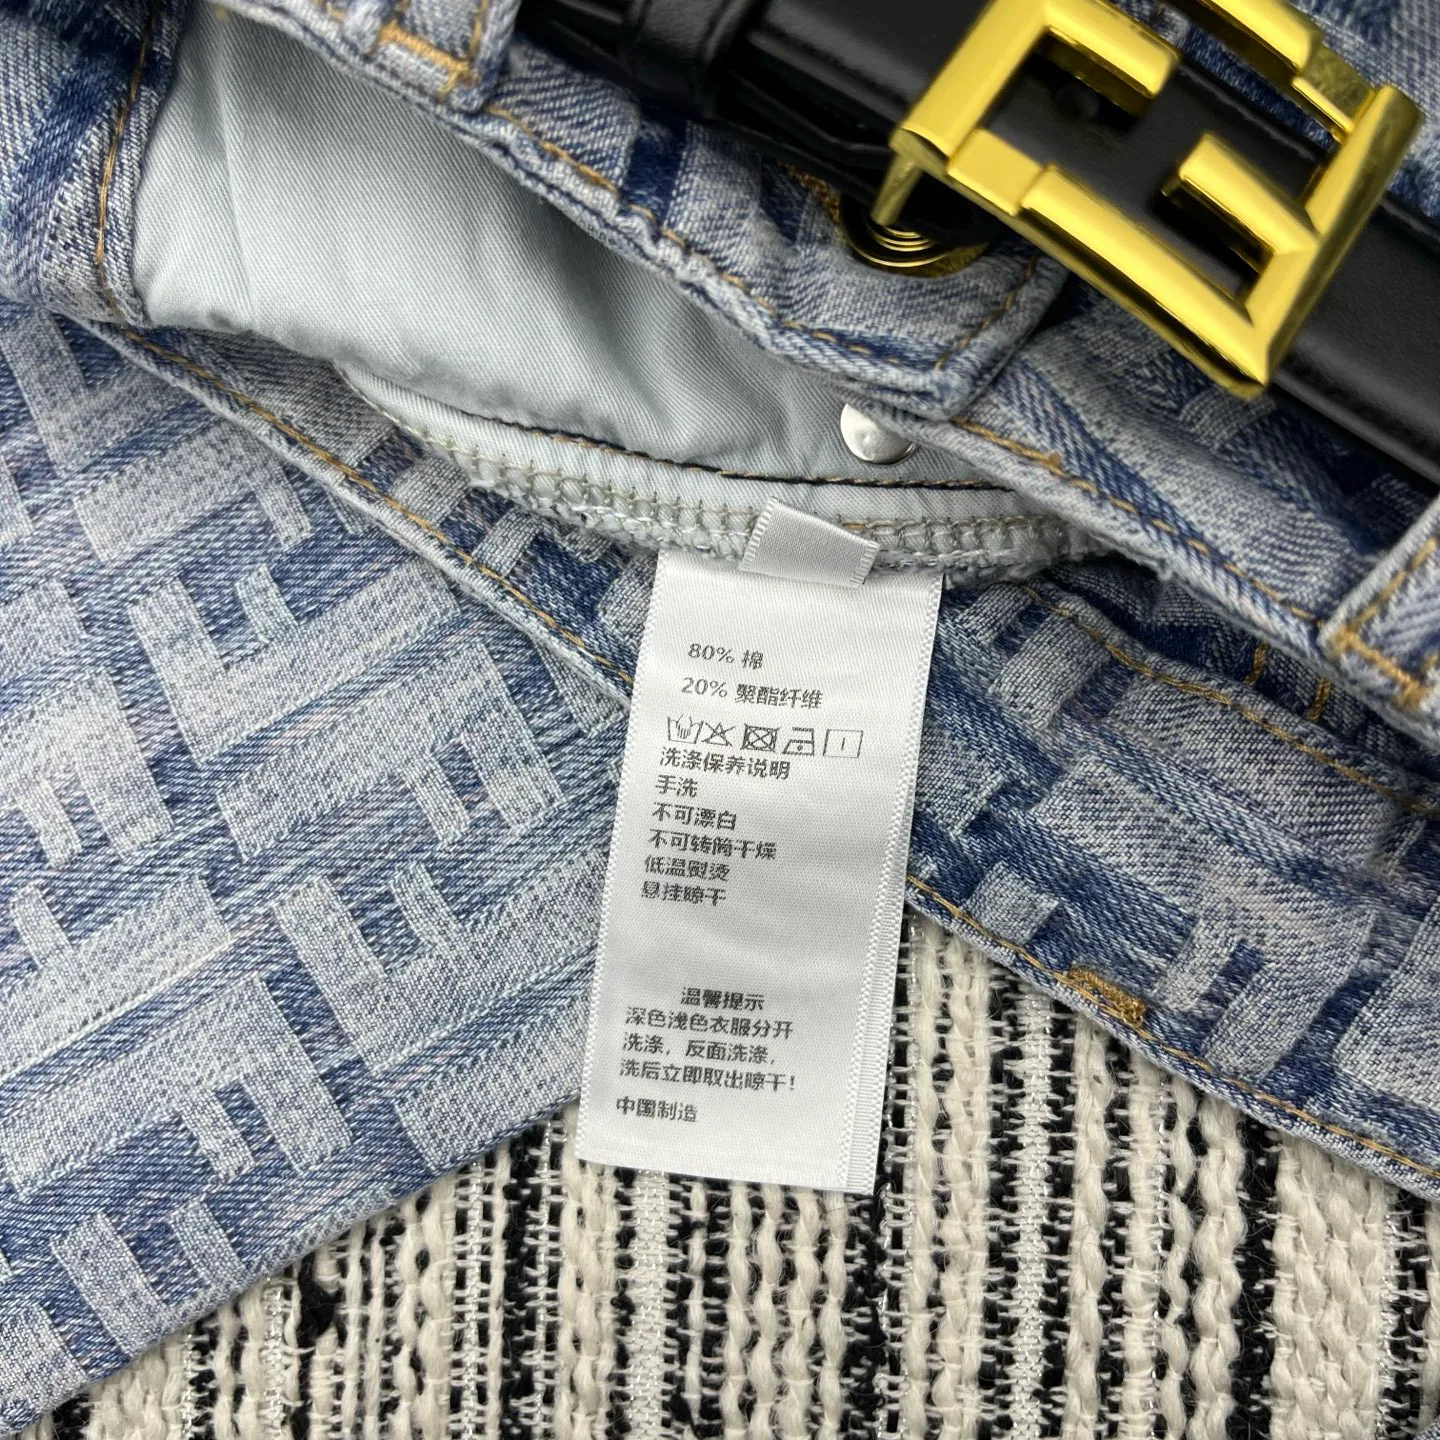 80% 棉
20% 聚酯纤维
洗涤保养说明
手洗
不可漂白
不可转筒干燥
低温熨烫
悬挂晾干
温馨提示
深色浅色衣服分开
洗涤，反面洗涤，
洗后立即取出晾干！
中国制造